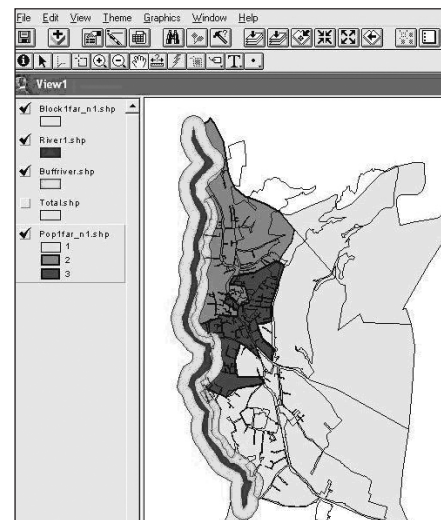 File Edit View Theme Graphics Window Help
View1
Block1far_n1.shp
River1.shp
Buffriver.shp
Total.shp
Pop1far_n1.shp
1
2
3